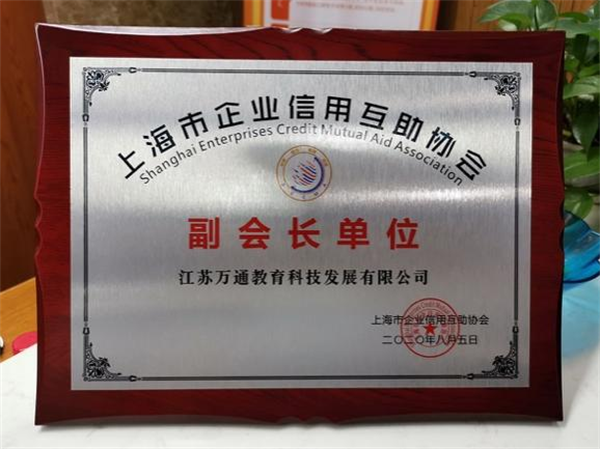 上海市企业信用互助协会
Shanghai Enterprises Credit Mutual Aid Association
副会长单位
江苏万通教育科技发展有限公司
上海市企业信用互助协会
二〇二〇年八月五日